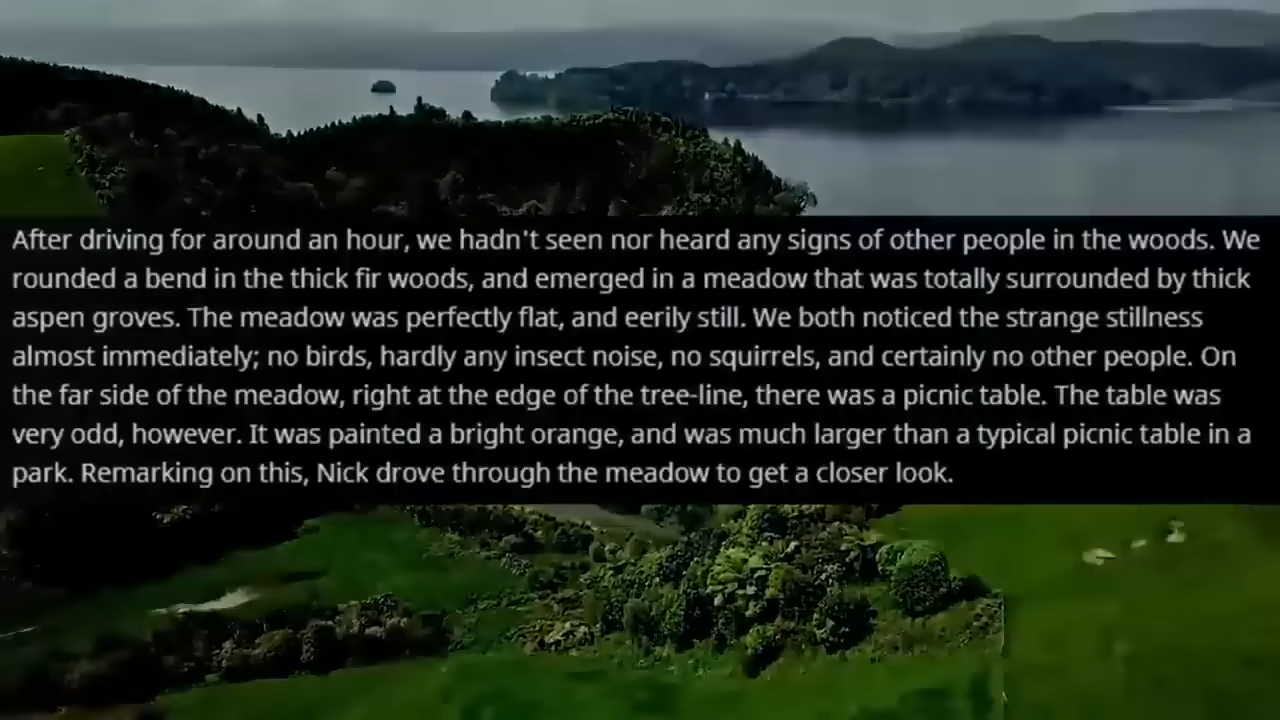 After driving for around an hour, we hadn't seen nor heard any signs of other people in the woods. We
rounded a bend in the thick fir woods, and emerged in a meadow that was totally surrounded by thick
aspen groves. The meadow was perfectly flat, and eerily still. We both noticed the strange stillness
almost immediately; no birds, hardly any insect noise, no squirrels, and certainly no other people. On
the far side of the meadow, right at the edge of the tree-line, there was a picnic table. The table was
very odd, however. It was painted a bright orange, and was much larger than a typical picnic table in a
park. Remarking on this, Nick drove through the meadow to get a closer look.